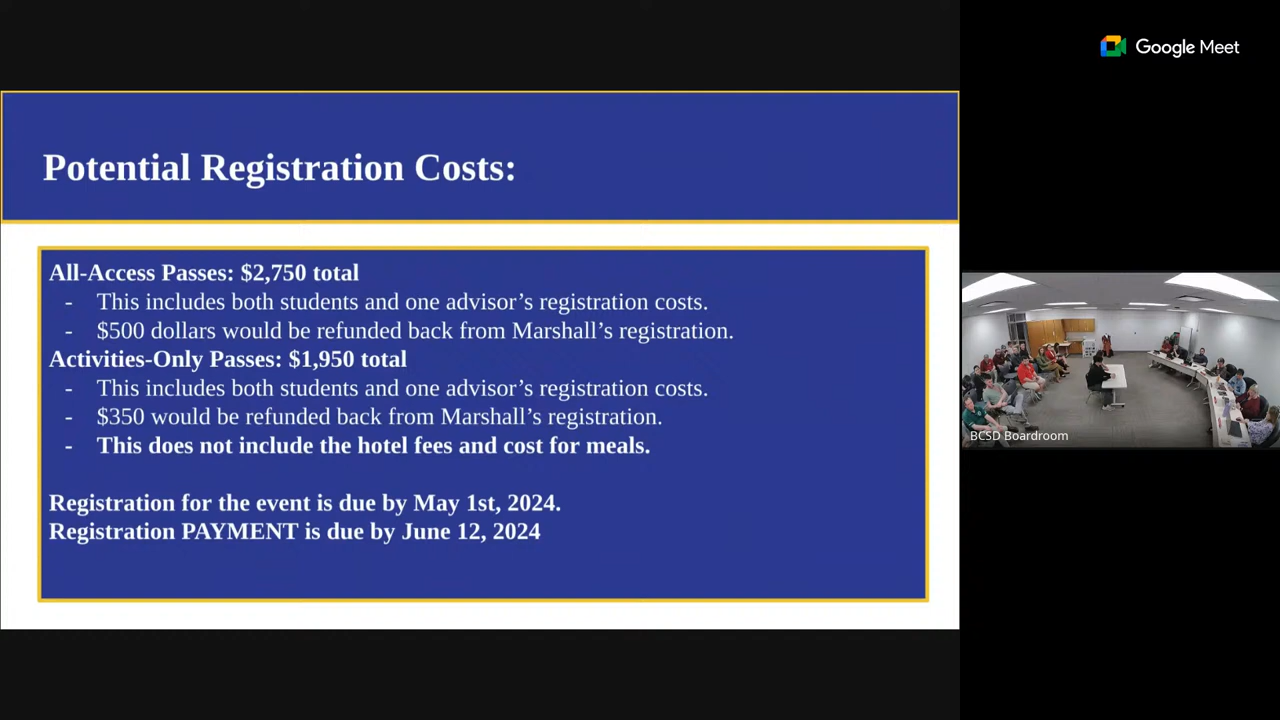 Google Meet
Potential Registration Costs:
All-Access Passes: $2,750 total
- This includes both students and one advisor’s registration costs.
- $500 dollars would be refunded back from Marshall’s registration.
Activities-Only Passes: $1,950 total
- This includes both students and one advisor’s registration costs.
- $350 would be refunded back from Marshall’s registration.
- This does not include the hotel fees and cost for meals.
Registration for the event is due by May 1st, 2024.
Registration PAYMENT is due by June 12, 2024
BCSD Boardroom